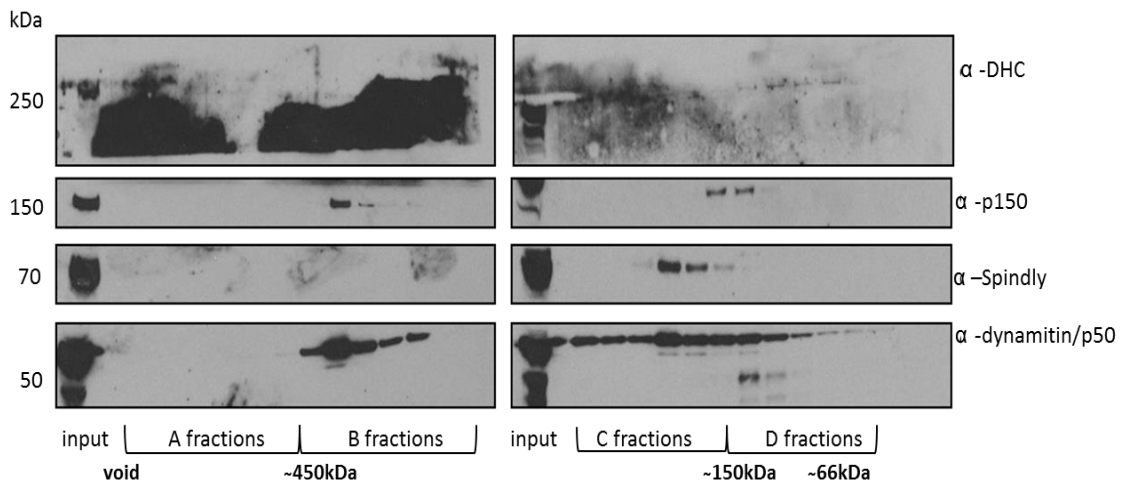 kDa
250
α -DHC
150
α -p150
70
α –Spindly
50
α -dynamitin/p50
input A fractions B fractions input C fractions D fractions
void ~450kDa ~150kDa ~66kDa